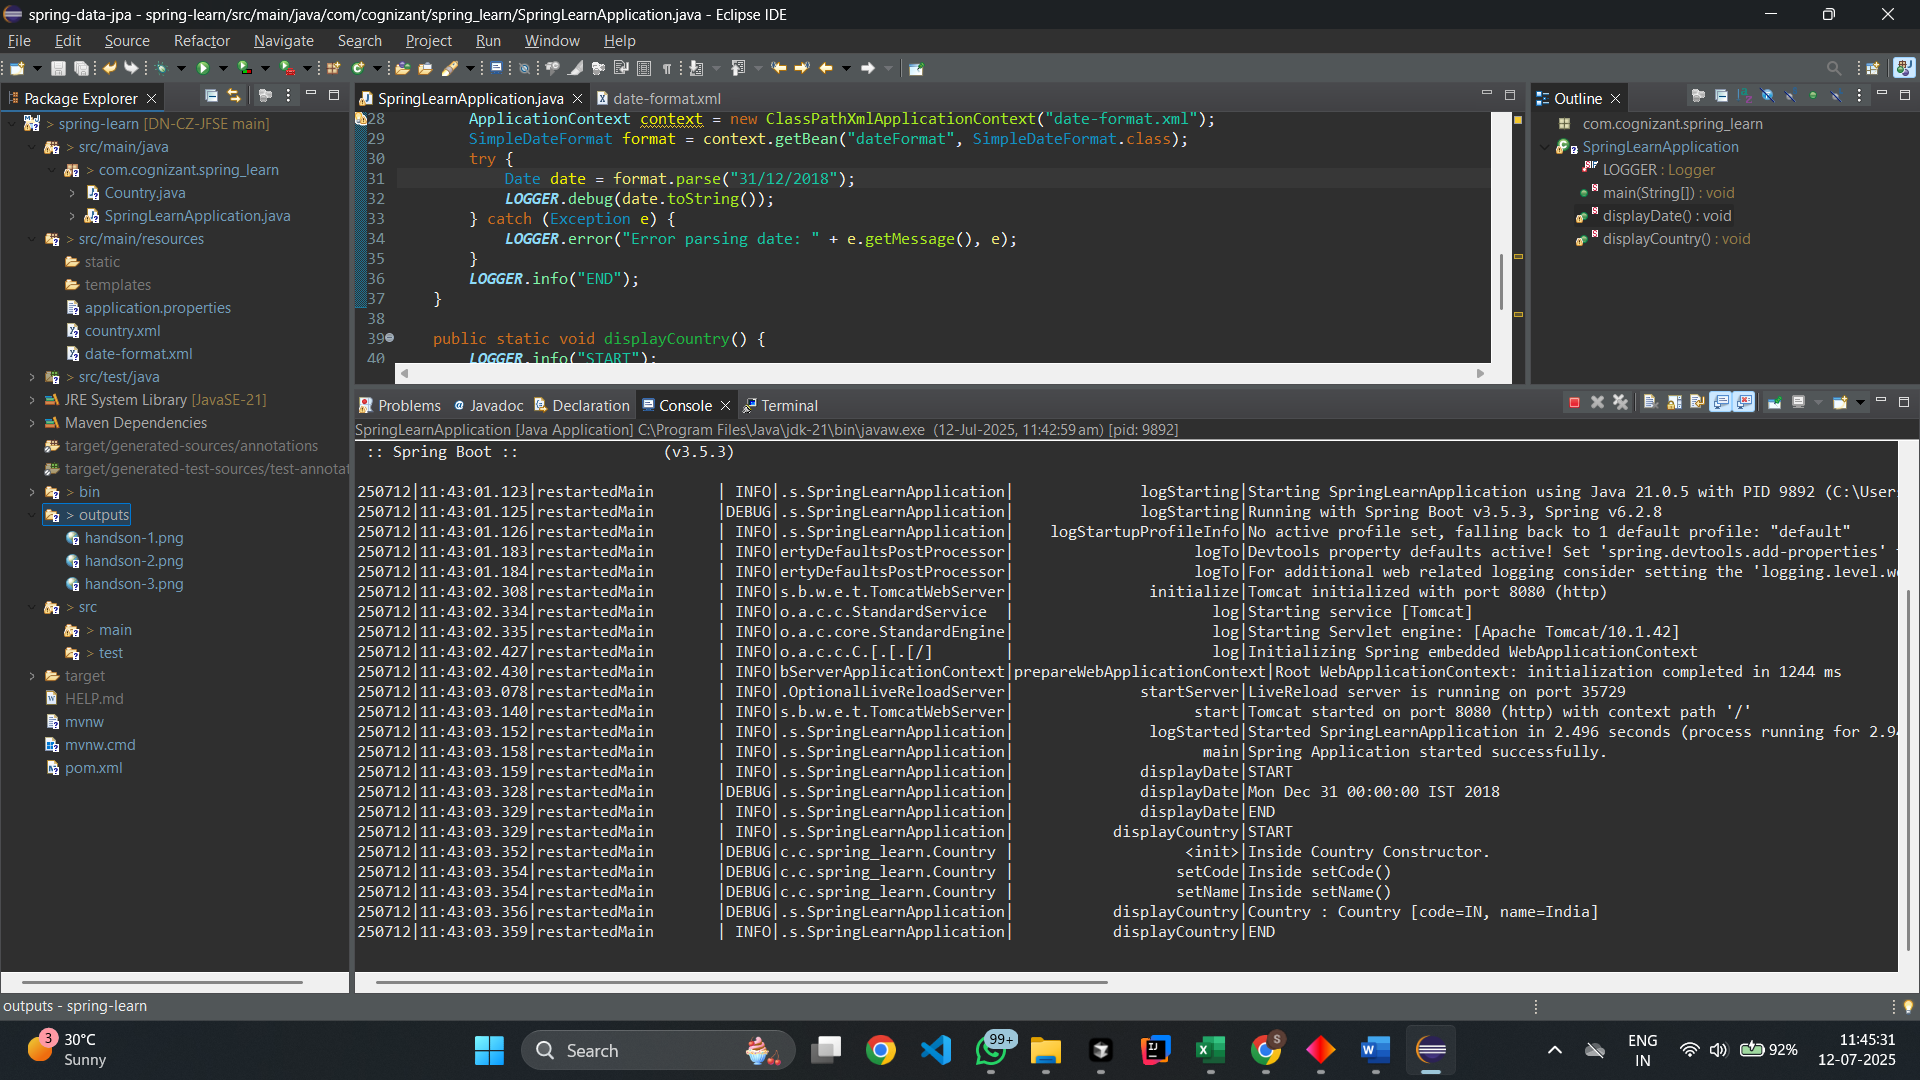 spring-data-jpa - spring-learn/src/main/java/com/cognizant/spring_learn/SpringLearnApplication.java - Eclipse IDE
File Edit Source Refactor Navigate Search Project Run Window Help
Package Explorer
> spring-learn [DN-CZ-JFSE main]
> src/main/java
> com.cognizant.spring_learn
> Country.java
> SpringLearnApplication.java
> src/main/resources
static
templates
application.properties
country.xml
date-format.xml
> > src/test/java
> JRE System Library [JavaSE-21]
> Maven Dependencies
target/generated-sources/annotations
target/generated-test-sources/test-annotat
> > bin
> outputs
handson-1.png
handson-2.png
handson-3.png
> src
> main
> test
> target
HELP.md
mvnw
mvnw.cmd
pom.xml
SpringLearnApplication.java date-format.xml
28 ApplicationContext context = new ClassPathXmlApplicationContext("date-format.xml");
29 SimpleDateFormat format = context.getBean("dateFormat", SimpleDateFormat.class);
30 try {
31 Date date = format.parse("31/12/2018");
32 LOGGER.debug(date.toString());
33 } catch (Exception e) {
34 LOGGER.error("Error parsing date: " + e.getMessage(), e);
35 }
36 LOGGER.info("END");
37 }
38
39 public static void displayCountry() {
40 LOGGER.info("START");
Outline
com.cognizant.spring_learn
SpringLearnApplication
LOGGER : Logger
main(String[]) : void
displayDate() : void
displayCountry() : void
Problems Javadoc Declaration Console Terminal
SpringLearnApplication [Java Application] C:\Program Files\Java\jdk-21\bin\javaw.exe (12-Jul-2025, 11:42:59 am) [pid: 9892]
:: Spring Boot :: (v3.5.3)
250712|11:43:01.123|restartedMain | INFO|.s.SpringLearnApplication| logStarting|Starting SpringLearnApplication using Java 21.0.5 with PID 9892 (C:\User
250712|11:43:01.125|restartedMain |DEBUG|.s.SpringLearnApplication| logStarting|Running with Spring Boot v3.5.3, Spring v6.2.8
250712|11:43:01.126|restartedMain | INFO|.s.SpringLearnApplication| logStartupProfileInfo|No active profile set, falling back to 1 default profile: "default"
250712|11:43:01.183|restartedMain | INFO|ertyDefaultsPostProcessor| logTo|Devtools property defaults active! Set 'spring.devtools.add-properties'
250712|11:43:01.184|restartedMain | INFO|ertyDefaultsPostProcessor| logTo|For additional web related logging consider setting the 'logging.level.w
250712|11:43:02.308|restartedMain | INFO|s.b.w.e.t.TomcatWebServer| initialize|Tomcat initialized with port 8080 (http)
250712|11:43:02.334|restartedMain | INFO|o.a.c.c.StandardService | log|Starting service [Tomcat]
250712|11:43:02.335|restartedMain | INFO|o.a.c.core.StandardEngine| log|Starting Servlet engine: [Apache Tomcat/10.1.42]
250712|11:43:02.427|restartedMain | INFO|o.a.c.c.C.[.[.[/] | log|Initializing Spring embedded WebApplicationContext
250712|11:43:02.430|restartedMain | INFO|bServerApplicationContext|prepareWebApplicationContext|Root WebApplicationContext: initialization completed in 1244 ms
250712|11:43:03.078|restartedMain | INFO|.OptionalLiveReloadServer| startServer|LiveReload server is running on port 35729
250712|11:43:03.140|restartedMain | INFO|s.b.w.e.t.TomcatWebServer| start|Tomcat started on port 8080 (http) with context path '/'
250712|11:43:03.152|restartedMain | INFO|.s.SpringLearnApplication| logStarted|Started SpringLearnApplication in 2.496 seconds (process running for 2.9
250712|11:43:03.158|restartedMain | INFO|.s.SpringLearnApplication| main|Spring Application started successfully.
250712|11:43:03.159|restartedMain | INFO|.s.SpringLearnApplication| displayDate|START
250712|11:43:03.328|restartedMain |DEBUG|.s.SpringLearnApplication| displayDate|Mon Dec 31 00:00:00 IST 2018
250712|11:43:03.329|restartedMain | INFO|.s.SpringLearnApplication| displayDate|END
250712|11:43:03.329|restartedMain | INFO|.s.SpringLearnApplication| displayCountry|START
250712|11:43:03.352|restartedMain |DEBUG|c.c.spring_learn.Country | <init>|Inside Country Constructor.
250712|11:43:03.354|restartedMain |DEBUG|c.c.spring_learn.Country | setCode|Inside setCode()
250712|11:43:03.354|restartedMain |DEBUG|c.c.spring_learn.Country | setName|Inside setName()
250712|11:43:03.356|restartedMain |DEBUG|.s.SpringLearnApplication| displayCountry|Country : Country [code=IN, name=India]
250712|11:43:03.359|restartedMain | INFO|.s.SpringLearnApplication| displayCountry|END
outputs - spring-learn
3 30°C
Sunny
Search
99+
S
ENG
IN
92%
11:45:31
12-07-2025